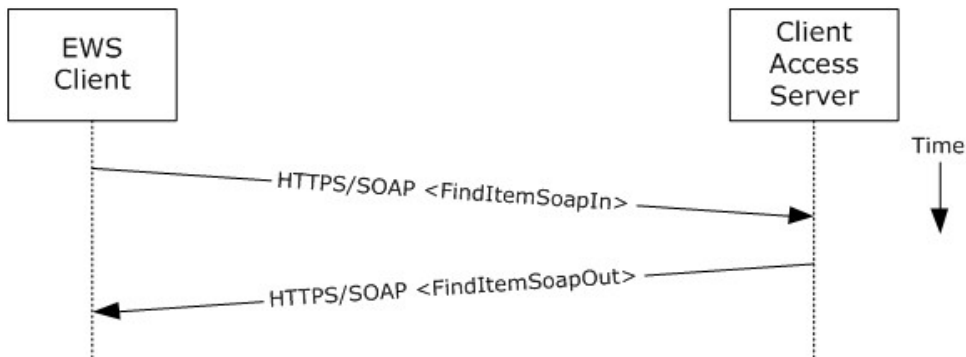 EWS
Client
Client
Access
Server
Time
HTTPS/SOAP <FindItemSoapIn>
HTTPS/SOAP <FindItemSoapOut>